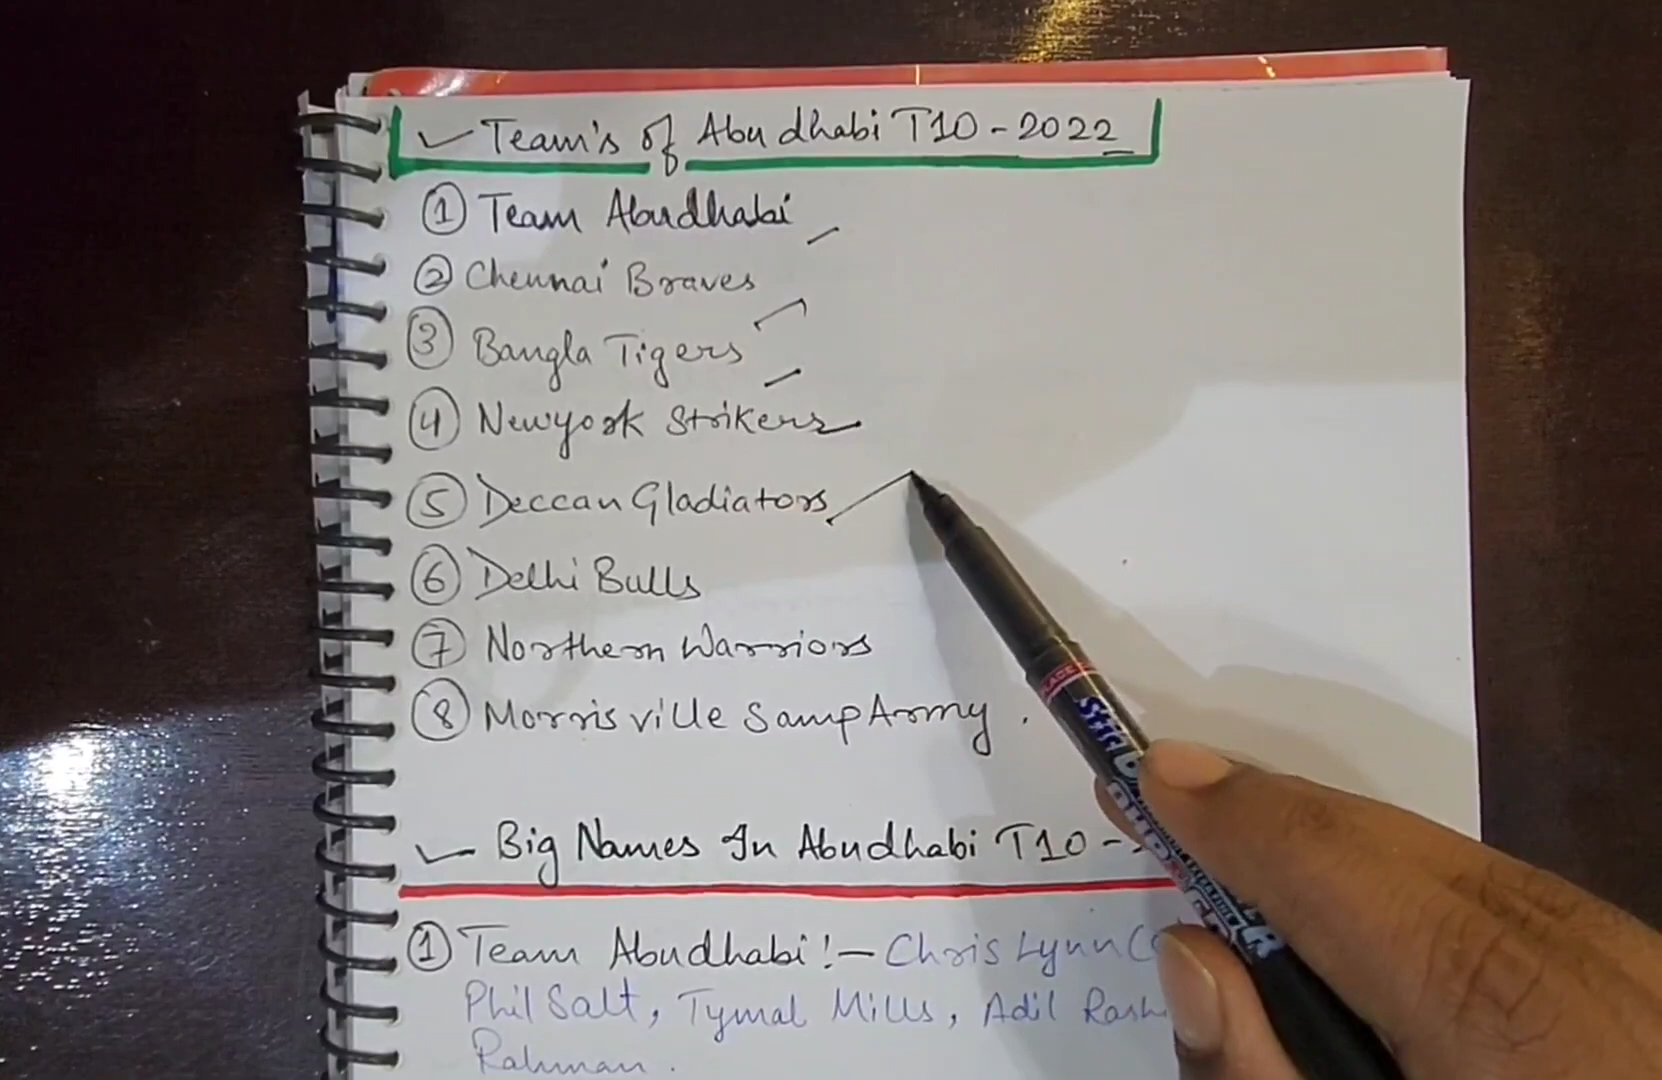 Team's of Abudhabi T10 - 2022
① Team Abudhabi
② Chennai Braves
③ Bangla Tigers
④ Newyork Strikers
⑤ Deccan Gladiators
⑥ Delhi Bulls
⑦ Northern Warriors
⑧ Morrisville SampArmy .
Big Names In Abudhabi T10 -
① Team Abudhabi!— Chris Lynn (
Phil Salt, Tymal Mills, Adil
Rahman .